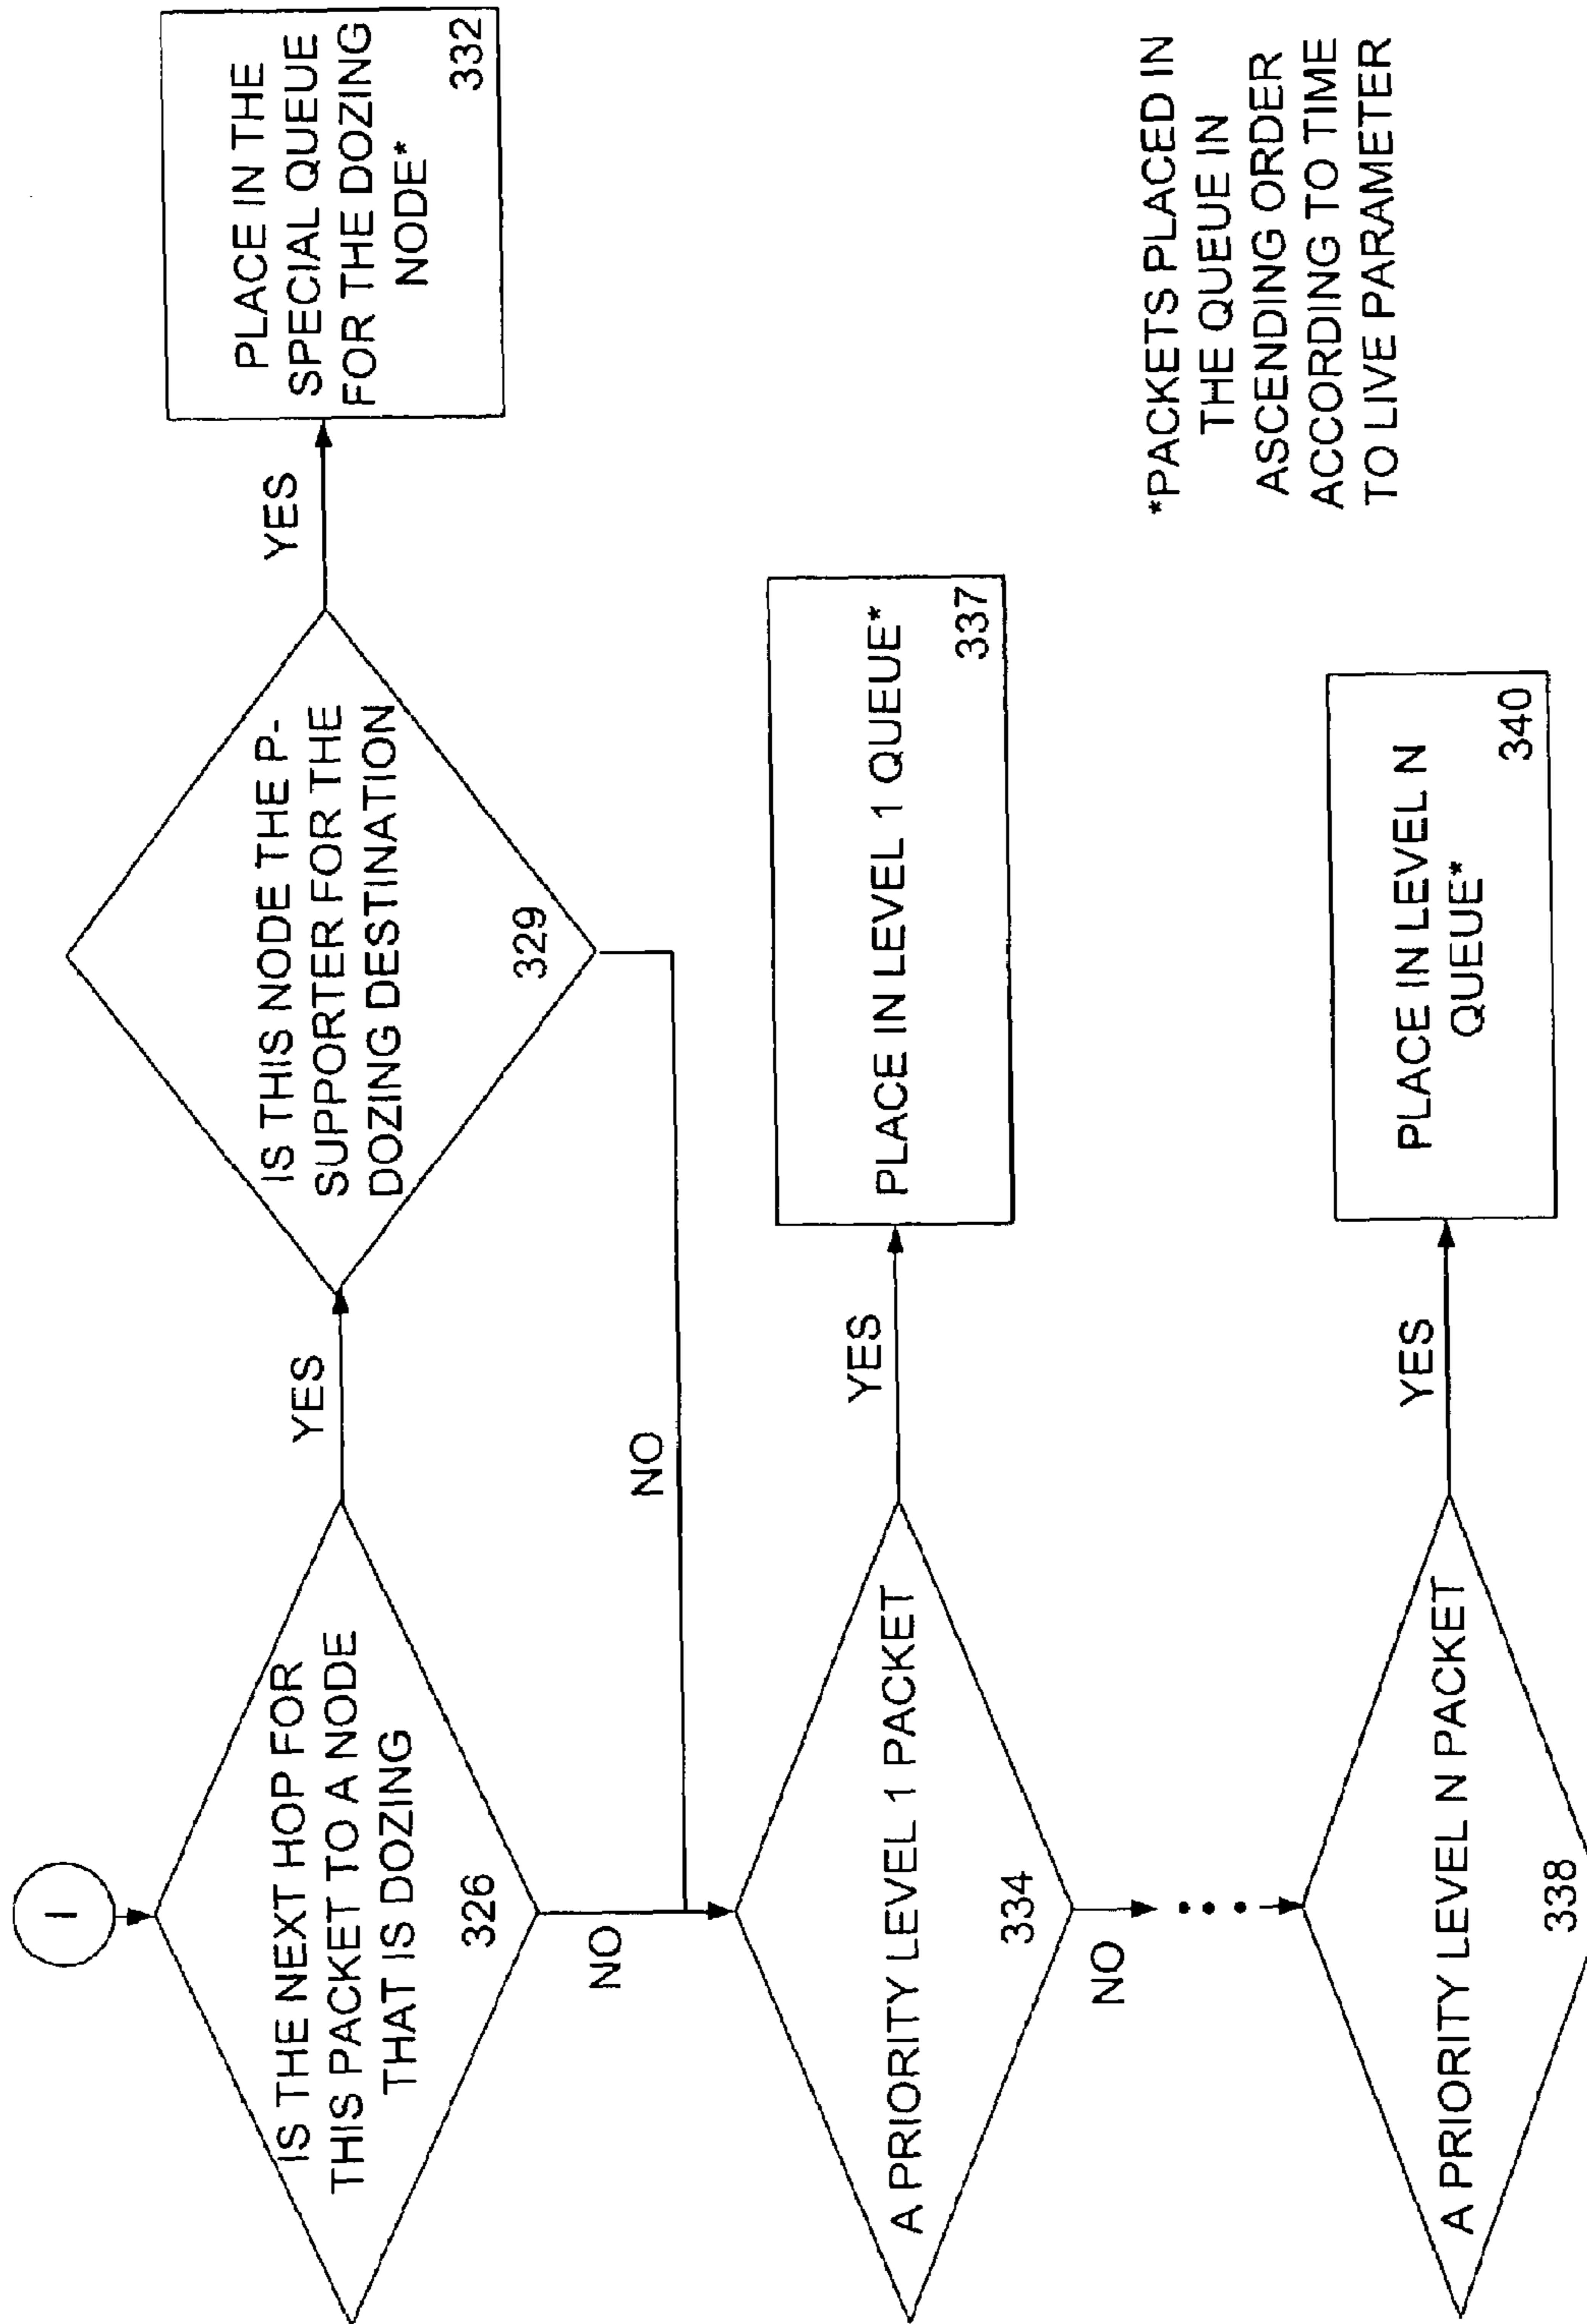 I
IS THE NEXT HOP FOR
THIS PACKET TO A NODE
THAT IS DOZING
326
YES
IS THIS NODE THE P-
SUPPORTER FOR THE
DOZING DESTINATION
329
YES
PLACE IN THE
SPECIAL QUEUE
FOR THE DOZING
NODE*
332
NO
NO
A PRIORITY LEVEL 1 PACKET
334
YES
PLACE IN LEVEL 1 QUEUE*
337
NO
A PRIORITY LEVEL N PACKET
338
YES
PLACE IN LEVEL N
QUEUE*
340
*PACKETS PLACED IN
THE QUEUE IN
ASCENDING ORDER
ACCORDING TO TIME
TO LIVE PARAMETER